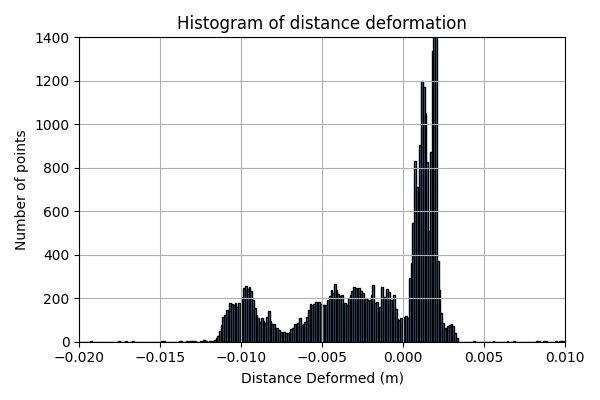 Histogram of distance deformation
1400
1200
1000
800
600
400
200
0
Number of points
−0.020 −0.015 −0.010 −0.005 0.000 0.005 0.010
Distance Deformed (m)